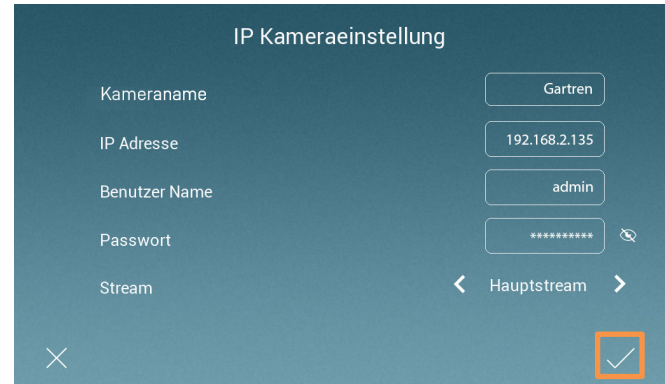 IP Kameraeinstellung
Kameraname Gartren
IP Adresse 192.168.2.135
Benutzer Name admin
Passwort **********
Stream Hauptstream